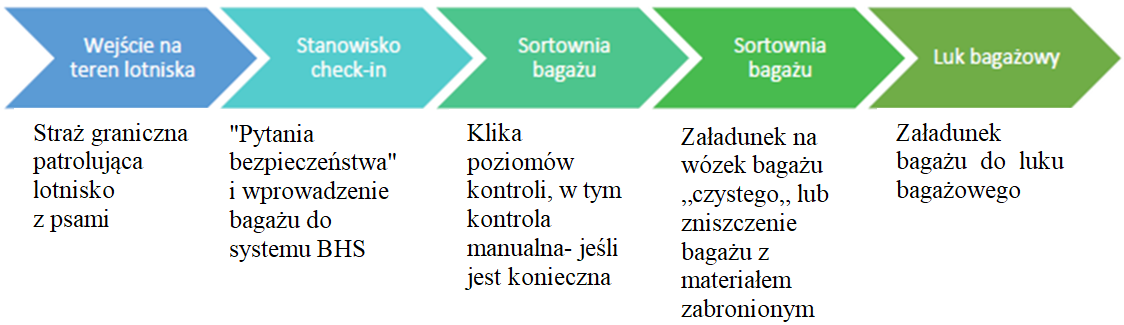 Wejście na
teren lotniska
Stanowisko
check-in
Sortownia
bagażu
Sortownia
bagażu
Luk bagażowy
Straż graniczna
patrolująca
lotnisko
z psami
"Pytania
bezpieczeństwa"
i wprowadzenie
bagażu do
systemu BHS
Klika
poziomów
kontroli, w tym
kontrola
manualna- jeśli
jest konieczna
Załadunek na
wózek bagażu
,,czystego,, lub
zniszczenie
bagażu z
materiałem
zabronionym
Załadunek
bagażu do luku
bagażowego